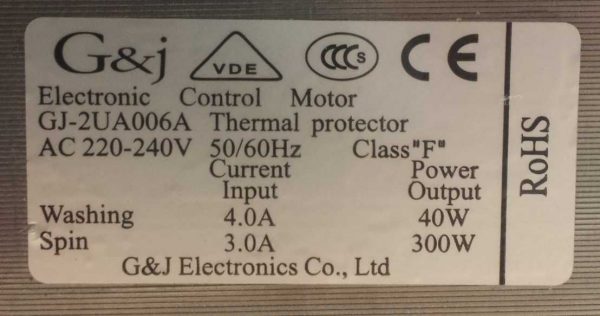 G&j VDE CCC S CE
Electronic Control Motor
GJ-2UA006A Thermal protector
AC 220-240V 50/60Hz Class"F"
Current Power
Input Output
Washing 4.0A 40W
Spin 3.0A 300W
G&J Electronics Co., Ltd
RoHS